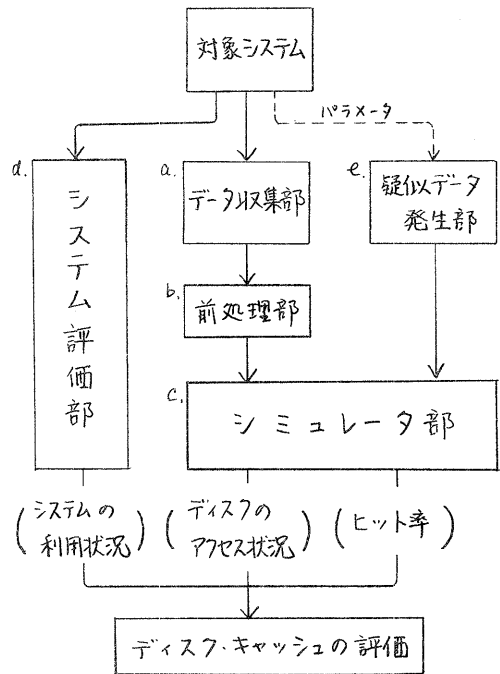 対象システム
パラメータ
d.
システム評価部
a.
データ収集部
e.
疑似データ
発生部
b.
前処理部
c.
シミュレータ部
(システムの
利用状況)
(ディスクの
アクセス状況)
(ヒット率)
ディスク・キャッシュの評価